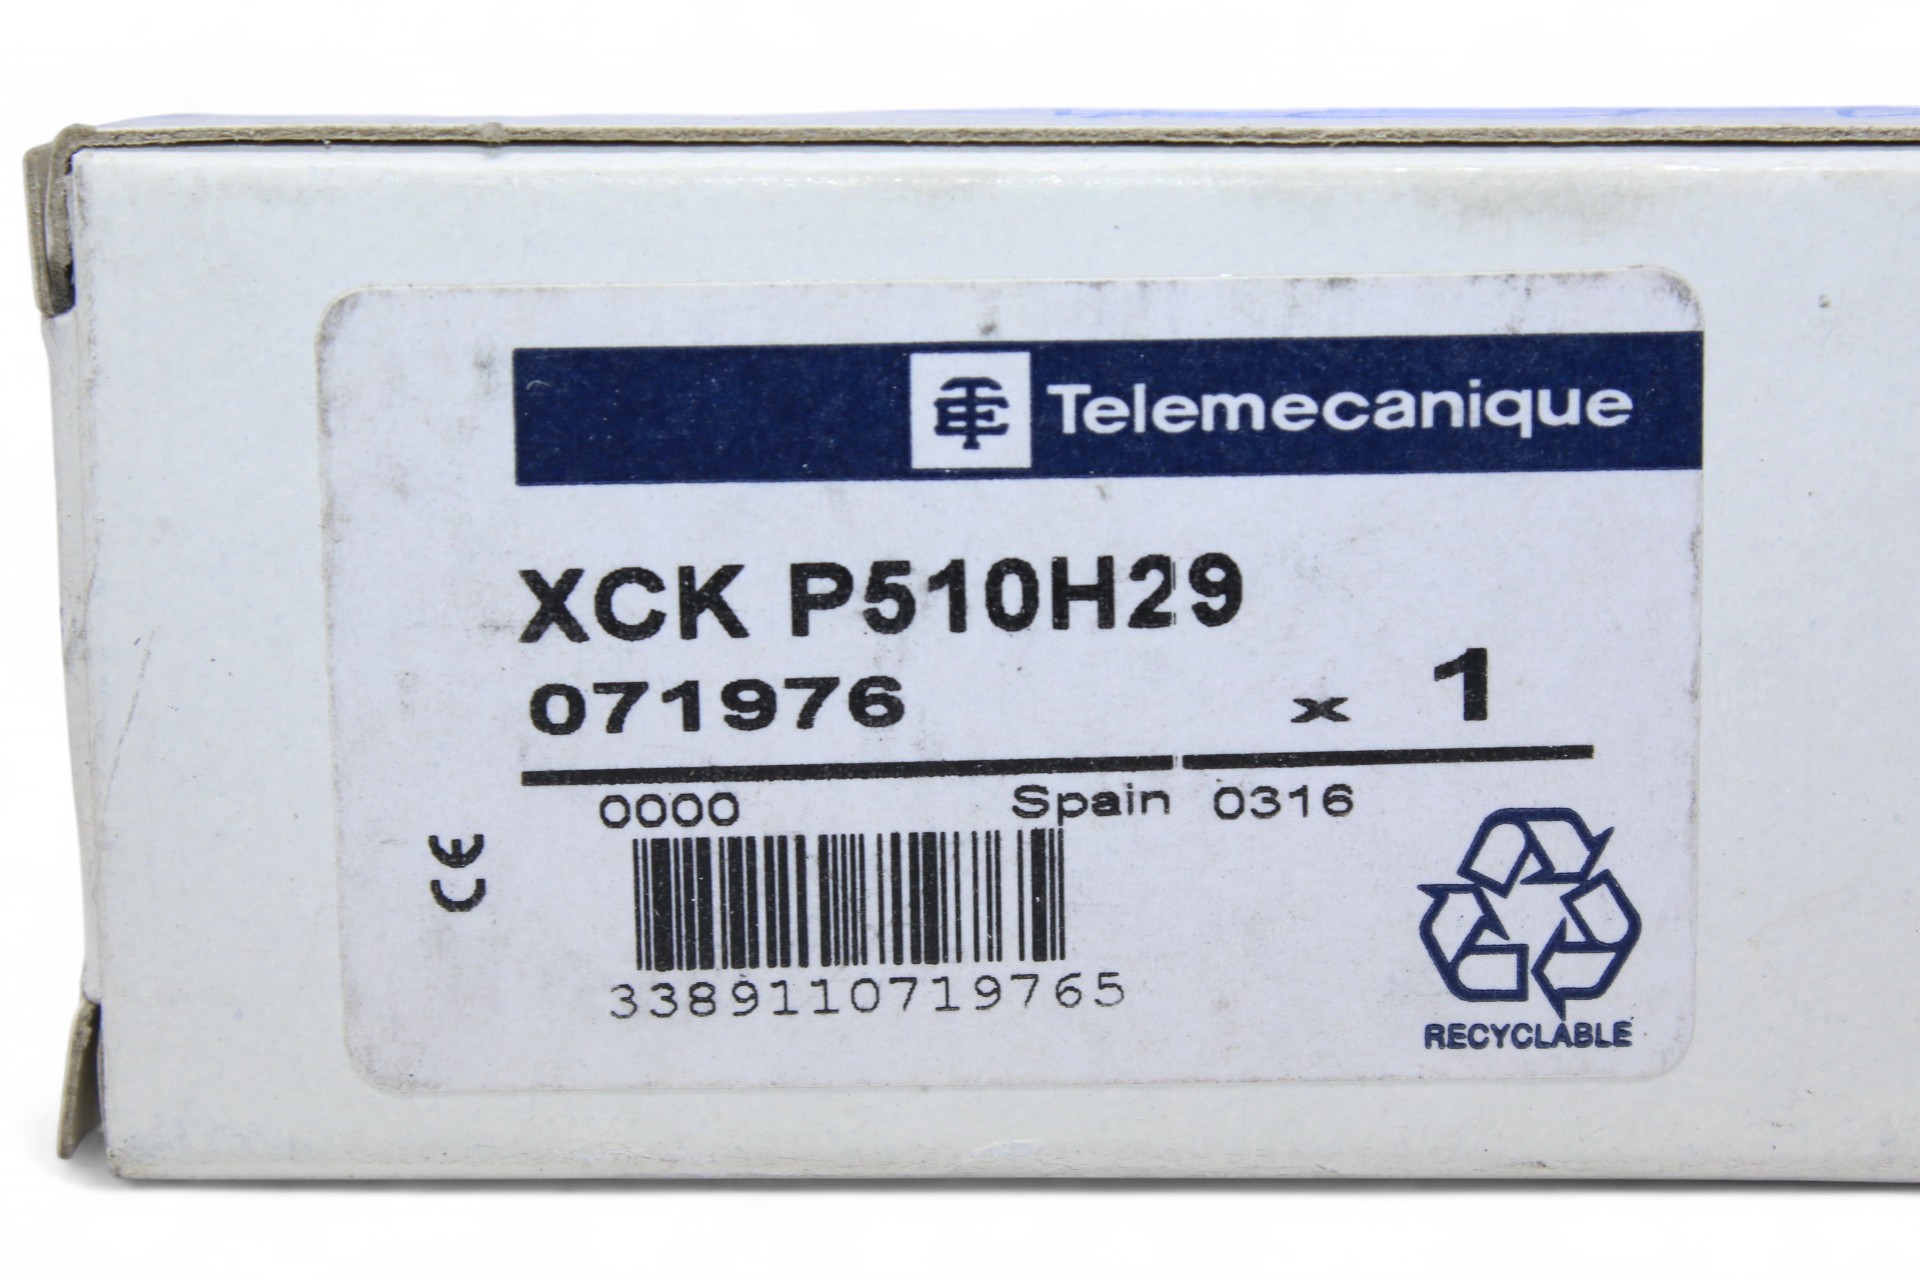 Telemecanique
XCK P510H29
071976 x 1
0000 Spain 0316
CE
3389110719765
RECYCLABLE